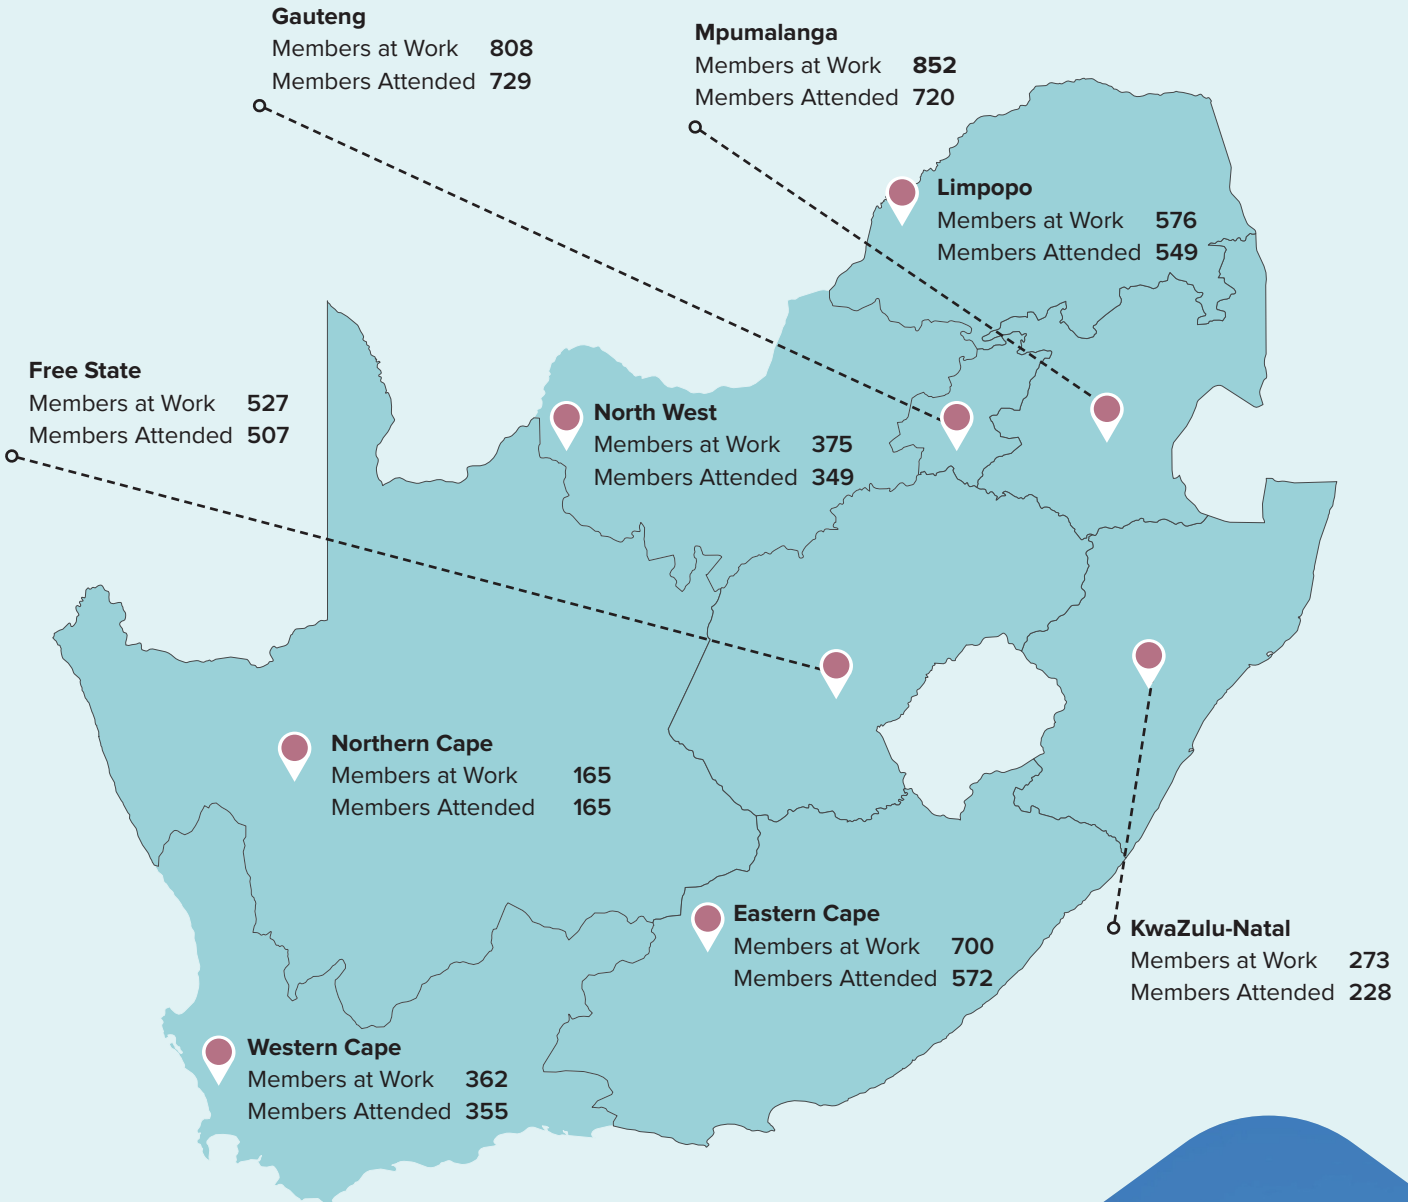 Gauteng
Members at Work 808
Members Attended 729
Mpumalanga
Members at Work 852
Members Attended 720
Limpopo
Members at Work 576
Members Attended 549
Free State
Members at Work 527
Members Attended 507
North West
Members at Work 375
Members Attended 349
Northern Cape
Members at Work 165
Members Attended 165
Eastern Cape
Members at Work 700
Members Attended 572
KwaZulu-Natal
Members at Work 273
Members Attended 228
Western Cape
Members at Work 362
Members Attended 355